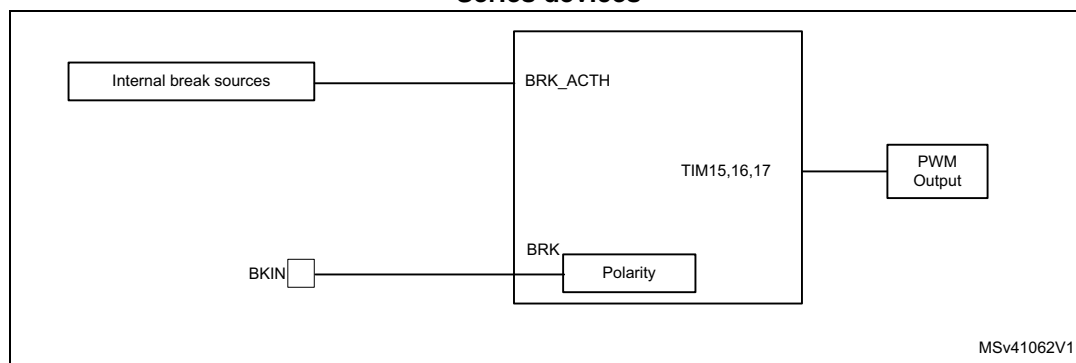 series devices
Internal break sources
BRK_ACTH
TIM15,16,17
PWM
Output
BRK
BKIN
Polarity
MSv41062V1